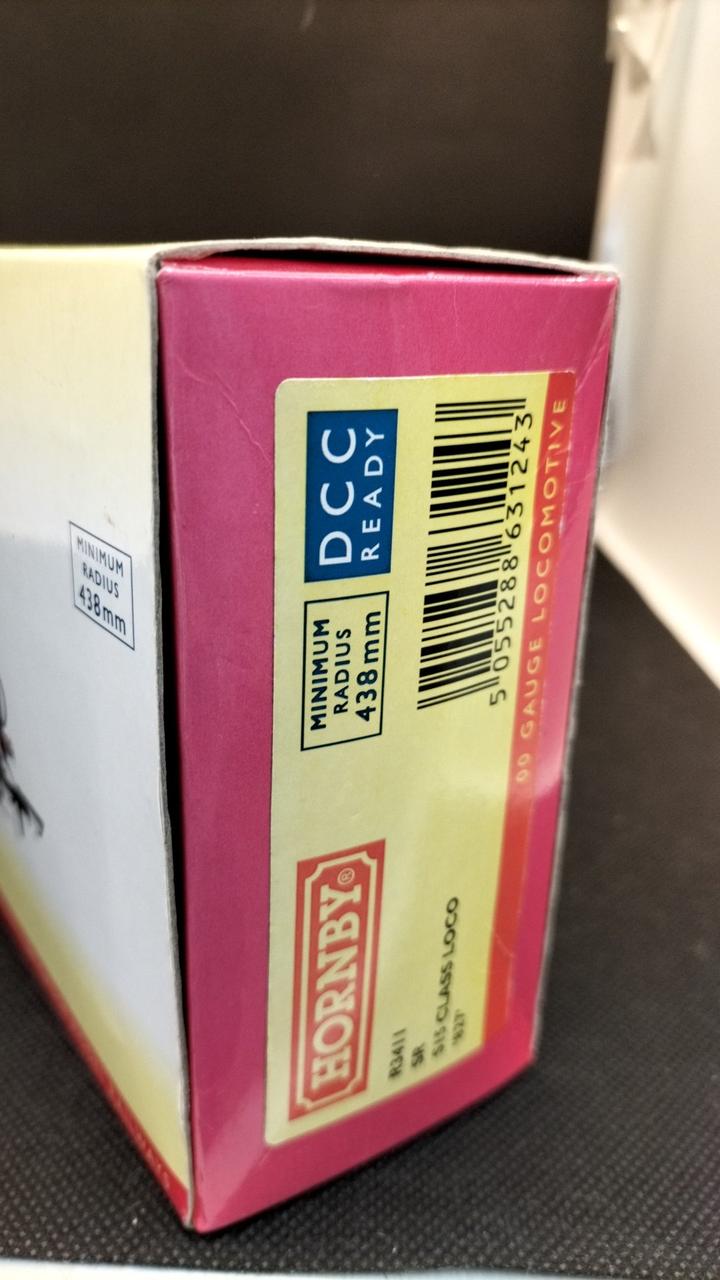 MINIMUM
RADIUS
438mm
HORNBY®
MINIMUM
RADIUS
438mm
DCC
READY
R3411
SR
S15 CLASS LOCO
'827'
5 055288 631243
00 GAUGE LOCOMOTIVE